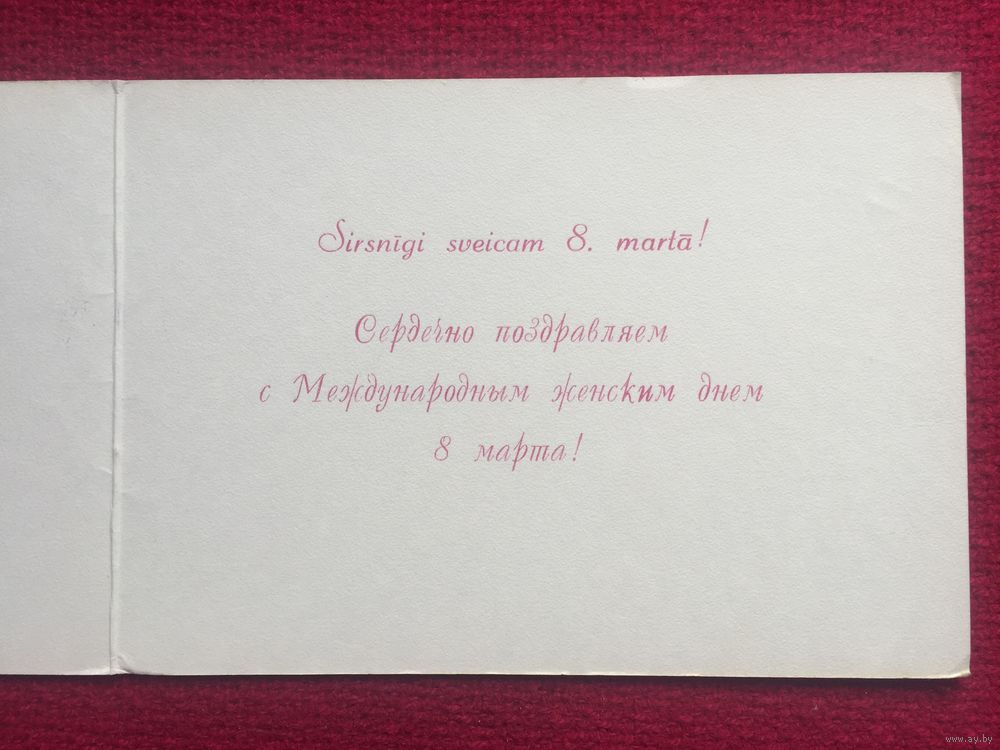 Sirsnīgi sveicam 8. martā!
Сердечно поздравляем
с Международным женским днем
8 марта!
www.ay.by